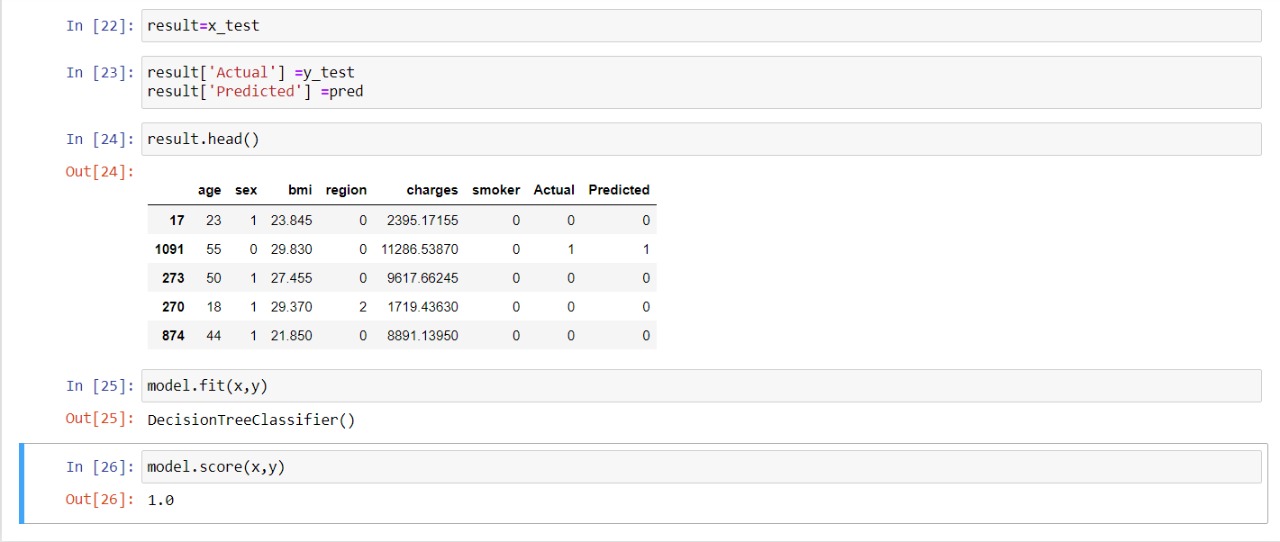 In [22]: result=x_test
In [23]: result['Actual'] =y_test
result['Predicted'] =pred
In [24]: result.head()
Out[24]:
age sex bmi region charges smoker Actual Predicted
17 23 1 23.845 0 2395.17155 0 0 0
1091 55 0 29.830 0 11286.53870 0 1 1
273 50 1 27.455 0 9617.66245 0 0 0
270 18 1 29.370 2 1719.43630 0 0 0
874 44 1 21.850 0 8891.13950 0 0 0
In [25]: model.fit(x,y)
Out[25]: DecisionTreeClassifier()
In [26]: model.score(x,y)
Out[26]: 1.0